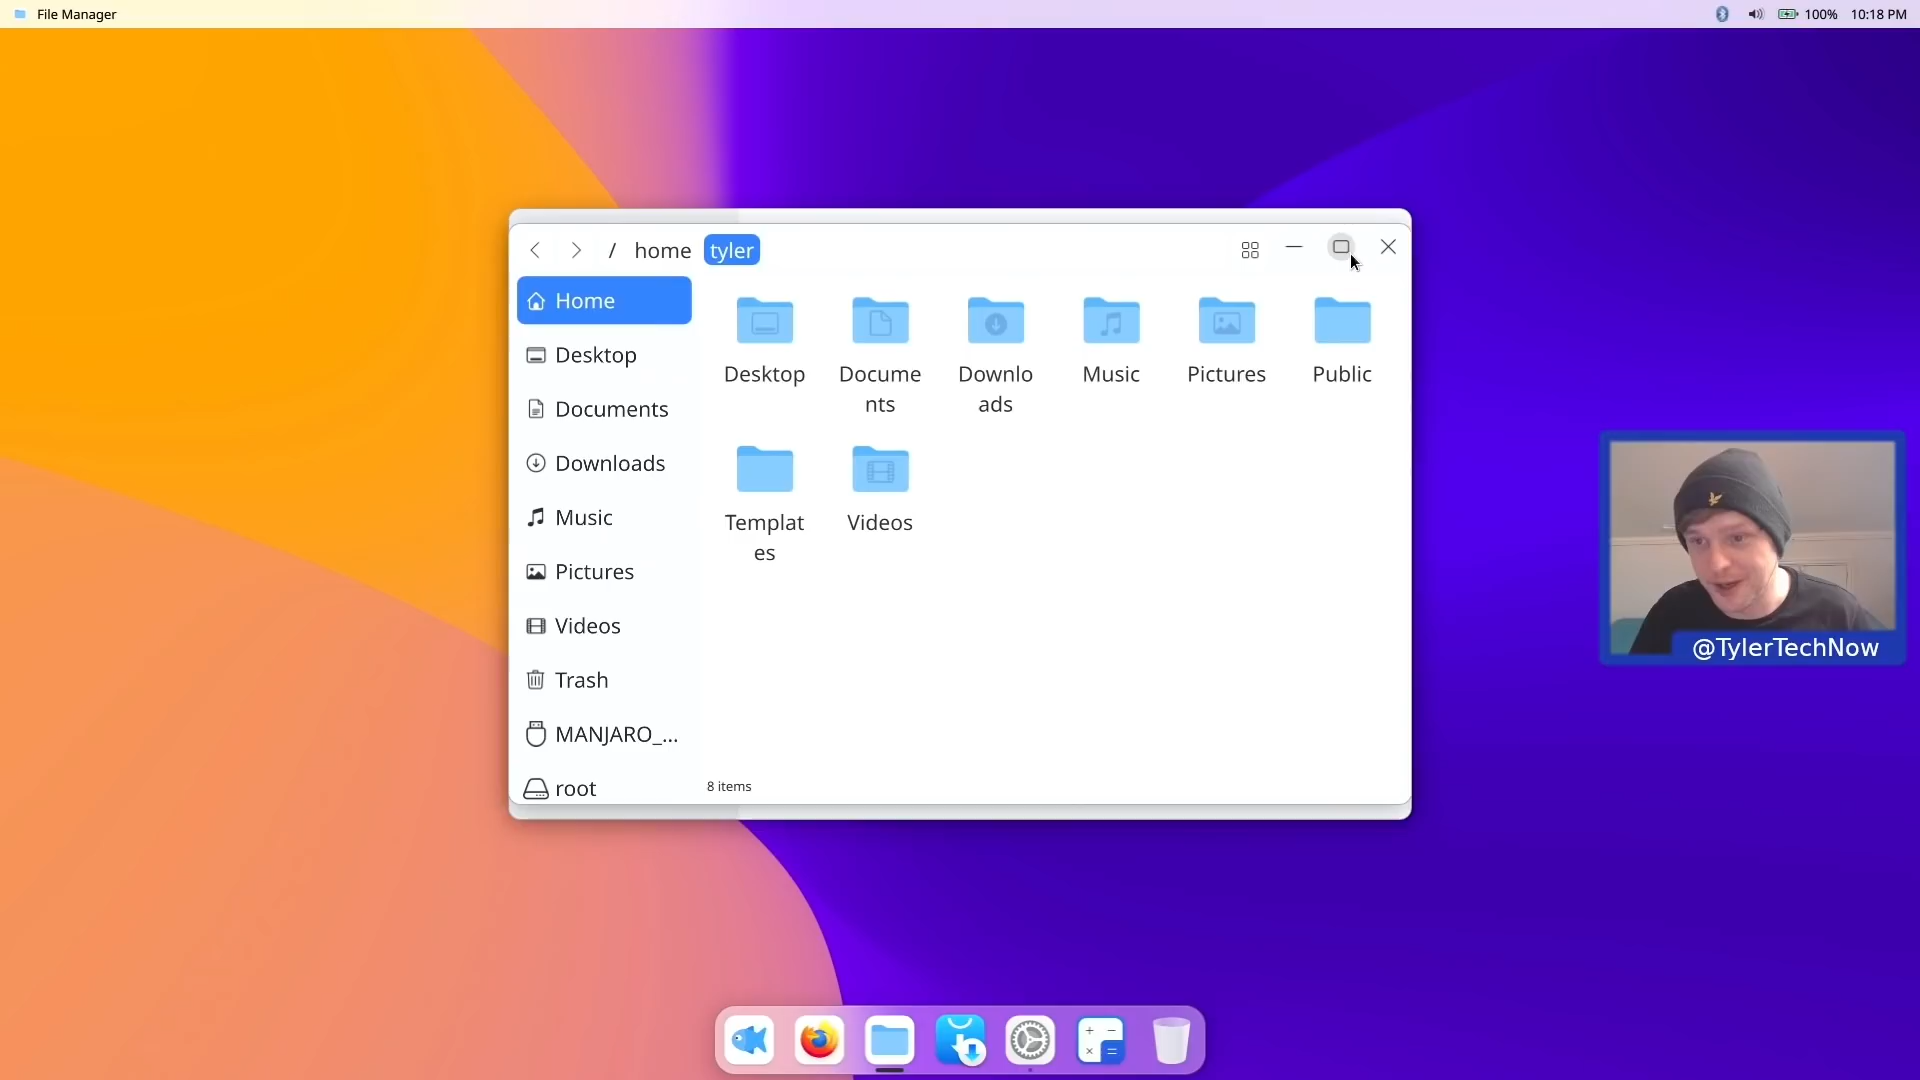 File Manager
100% 10:18 PM
/ home tyler
Home
Desktop
Documents
Downloads
Music
Pictures
Videos
Trash
MANJARO_...
root
Desktop
Docume
nts
Downlo
ads
Music
Pictures
Public
Templat
es
Videos
8 items
@TylerTechNow